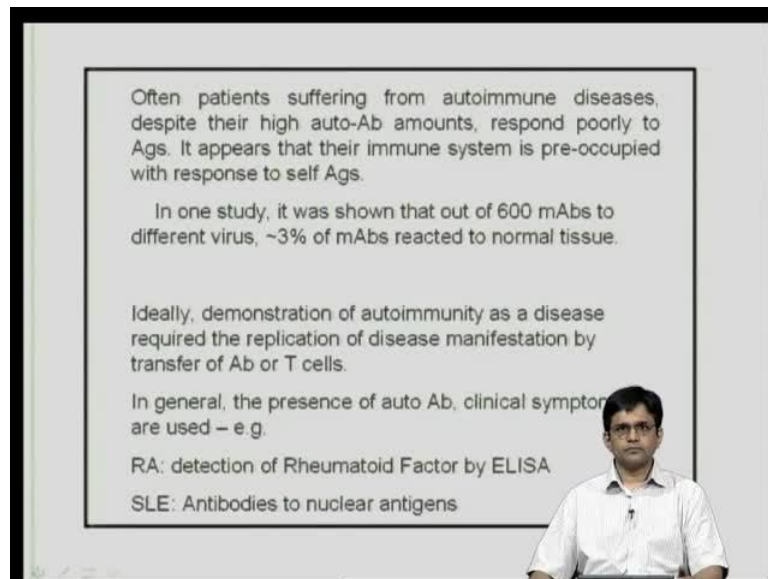 Often patients suffering from autoimmune diseases,
despite their high auto-Ab amounts, respond poorly to
Ags. It appears that their immune system is pre-occupied
with response to self Ags.
In one study, it was shown that out of 600 mAbs to
different virus, ~3% of mAbs reacted to normal tissue.
Ideally, demonstration of autoimmunity as a disease
required the replication of disease manifestation by
transfer of Ab or T cells.
In general, the presence of auto Ab, clinical
are used – e.g.
RA: detection of Rheumatoid Factor by ELISA
SLE: Antibodies to nuclear antigens